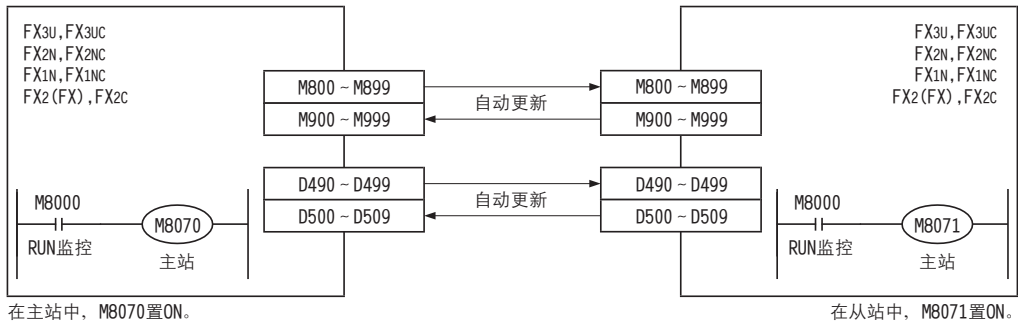 FX3U,FX3UC
FX2N,FX2NC
FX1N,FX1NC
FX2(FX),FX2C
M800~M899
M900~M999
D490~D499
D500~D509
M8000
RUN监控
M8070
主站
自动更新
自动更新
FX3U,FX3UC
FX2N,FX2NC
FX1N,FX1NC
FX2(FX),FX2C
M800~M899
M900~M999
D490~D499
D500~D509
M8000
RUN监控
M8071
主站
在主站中，M8070置ON。
在从站中，M8071置ON。